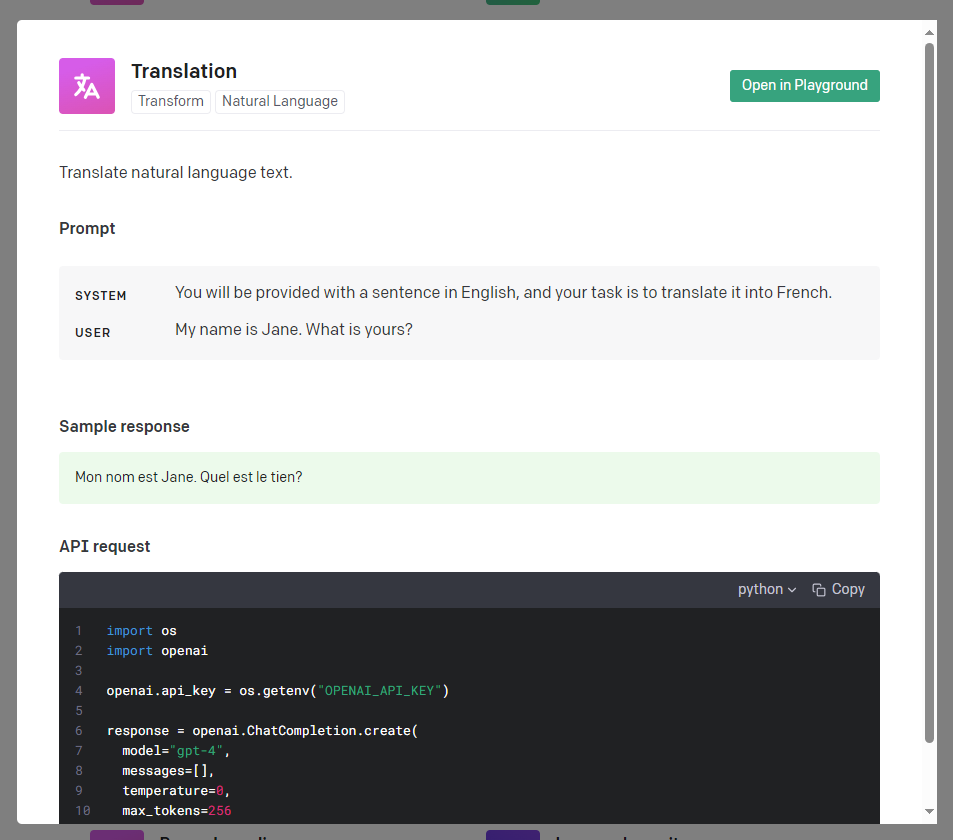 Translation
Transform Natural Language
Open in Playground
Translate natural language text.
Prompt
SYSTEM You will be provided with a sentence in English, and your task is to translate it into French.
USER My name is Jane. What is yours?
Sample response
Mon nom est Jane. Quel est le tien?
API request
python Copy
1 import os
2 import openai
3
4 openai.api_key = os.getenv("OPENAI_API_KEY")
5
6 response = openai.ChatCompletion.create(
7 model="gpt-4",
8 messages=[],
9 temperature=0,
10 max_tokens=256